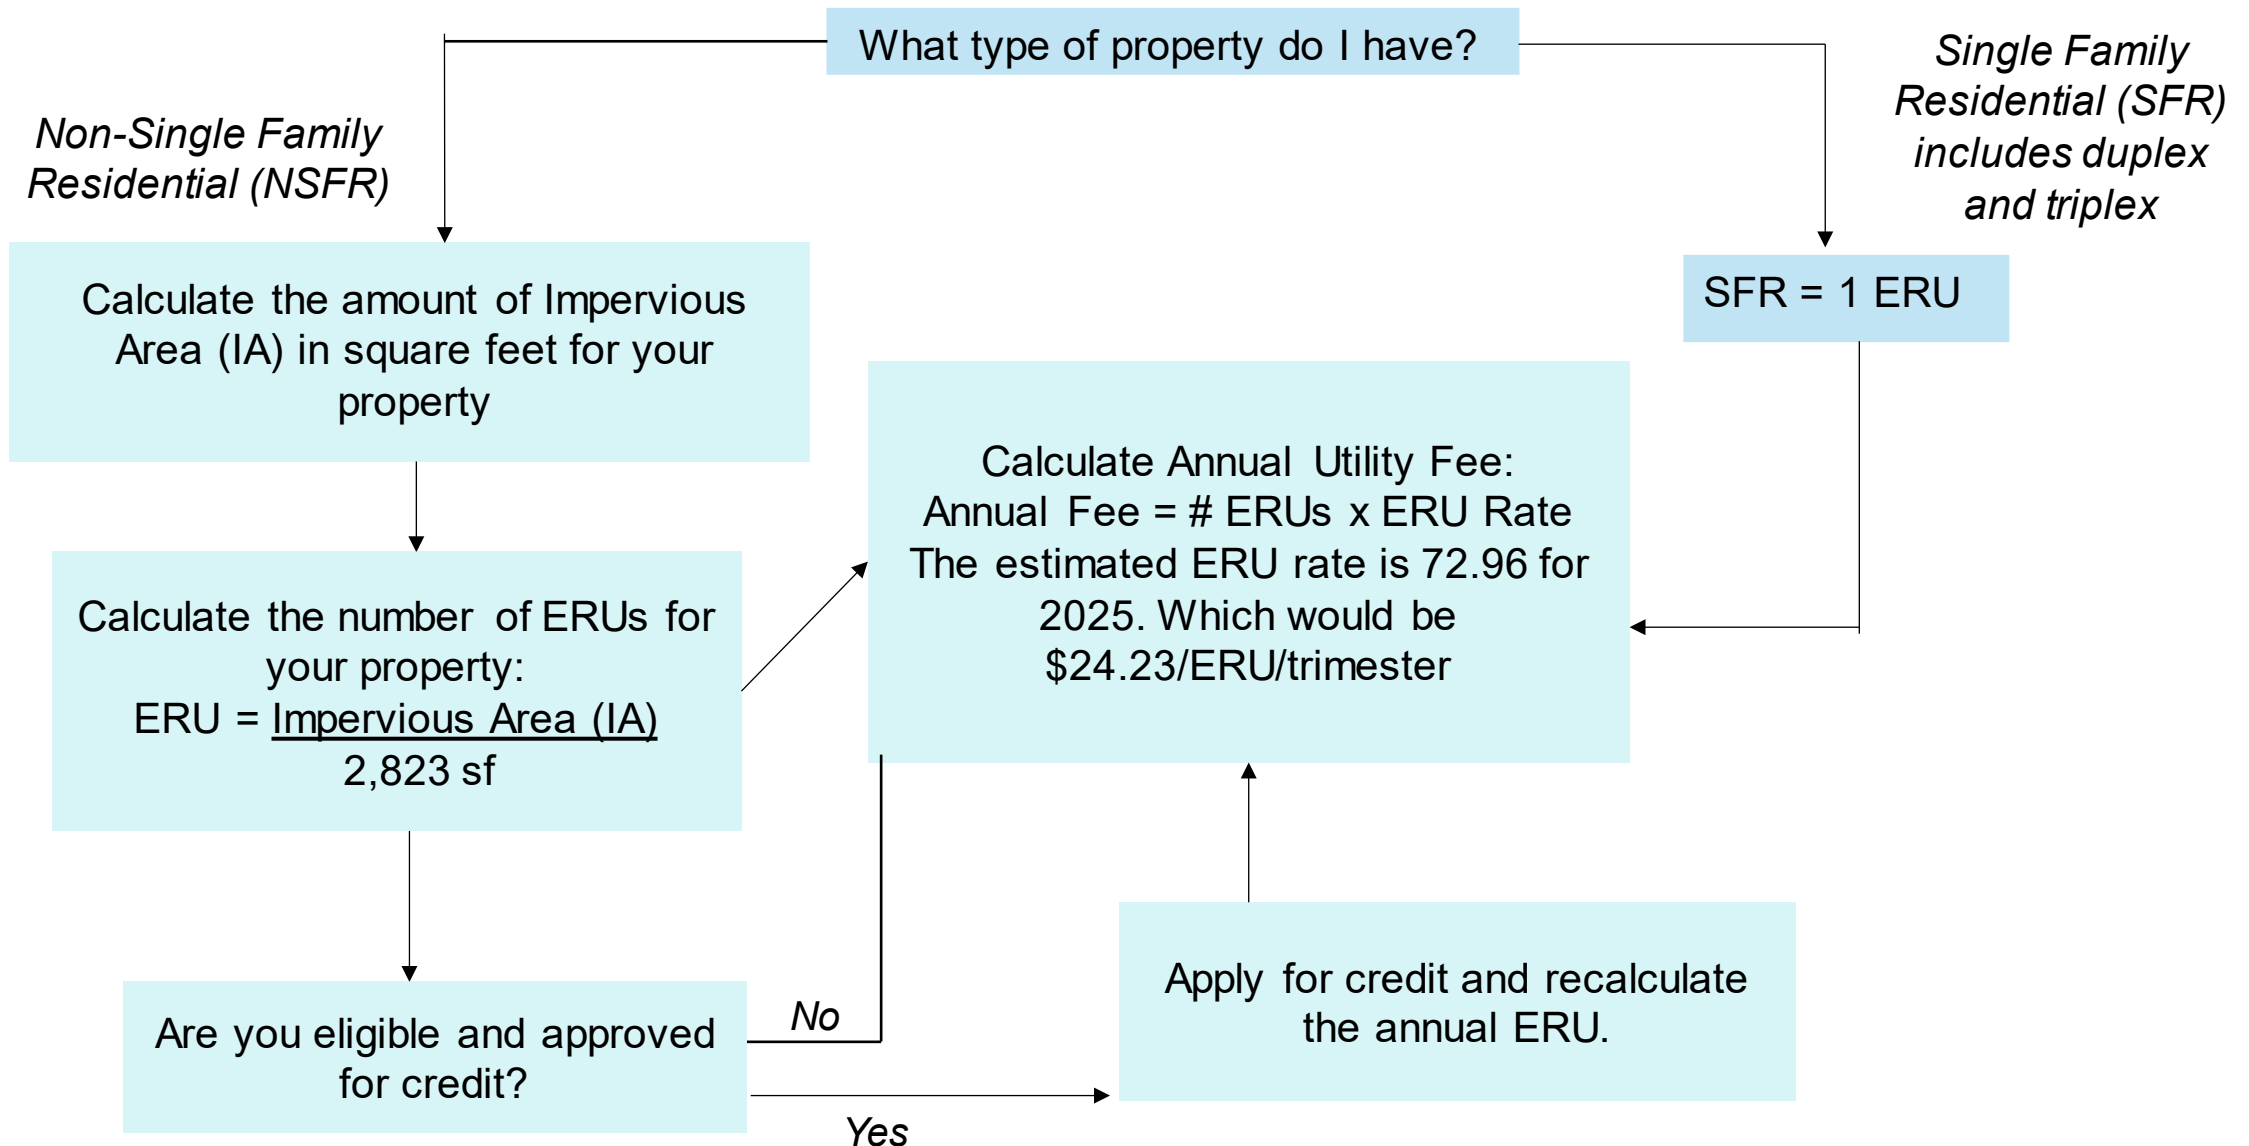 What type of property do I have?
Single Family
Residential (SFR)
includes duplex
and triplex
Non-Single Family
Residential (NSFR)
SFR = 1 ERU
Calculate the amount of Impervious
Area (IA) in square feet for your
property
Calculate Annual Utility Fee:
Annual Fee = # ERUs x ERU Rate
The estimated ERU rate is 72.96 for
2025. Which would be
$24.23/ERU/trimester
Calculate the number of ERUs for
your property:
ERU = Impervious Area (IA)
2,823 sf
Are you eligible and approved
for credit?
No
Yes
Apply for credit and recalculate
the annual ERU.